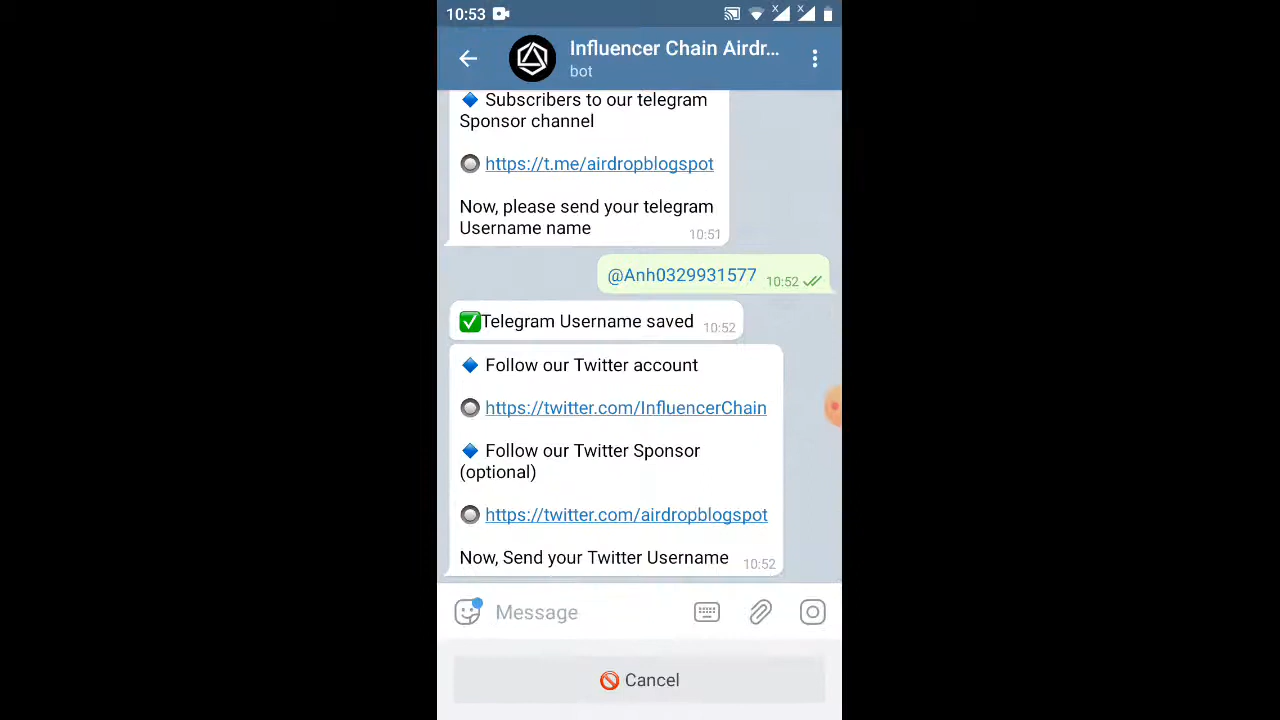 10:53
Influencer Chain Airdr...
bot
Subscribers to our telegram
Sponsor channel
https://t.me/airdropblogspot
Now, please send your telegram
Username name
10:51
@Anh0329931577 10:52
Telegram Username saved 10:52
Follow our Twitter account
https://twitter.com/InfluencerChain
Follow our Twitter Sponsor
(optional)
https://twitter.com/airdropblogspot
Now, Send your Twitter Username 10:52
Message
Cancel